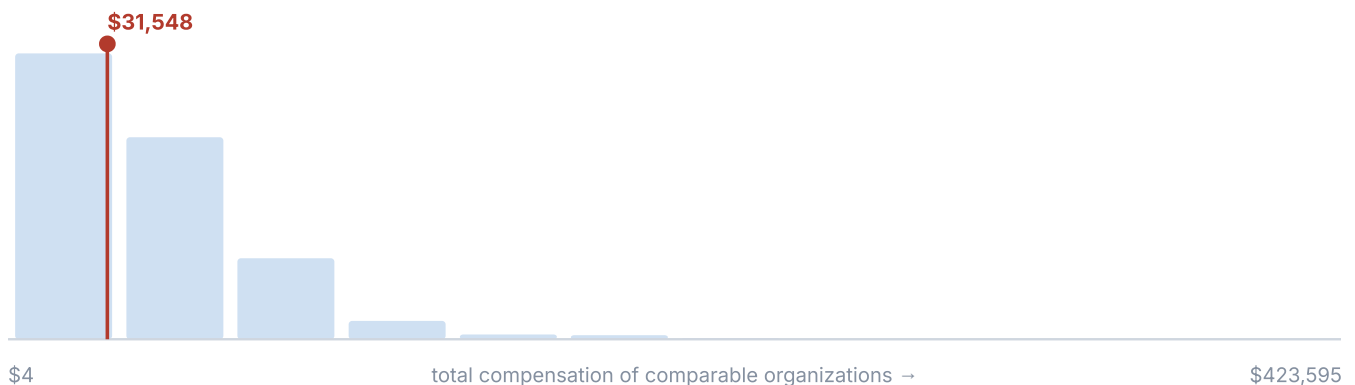 $31,548
$4 total compensation of comparable organizations → $423,595